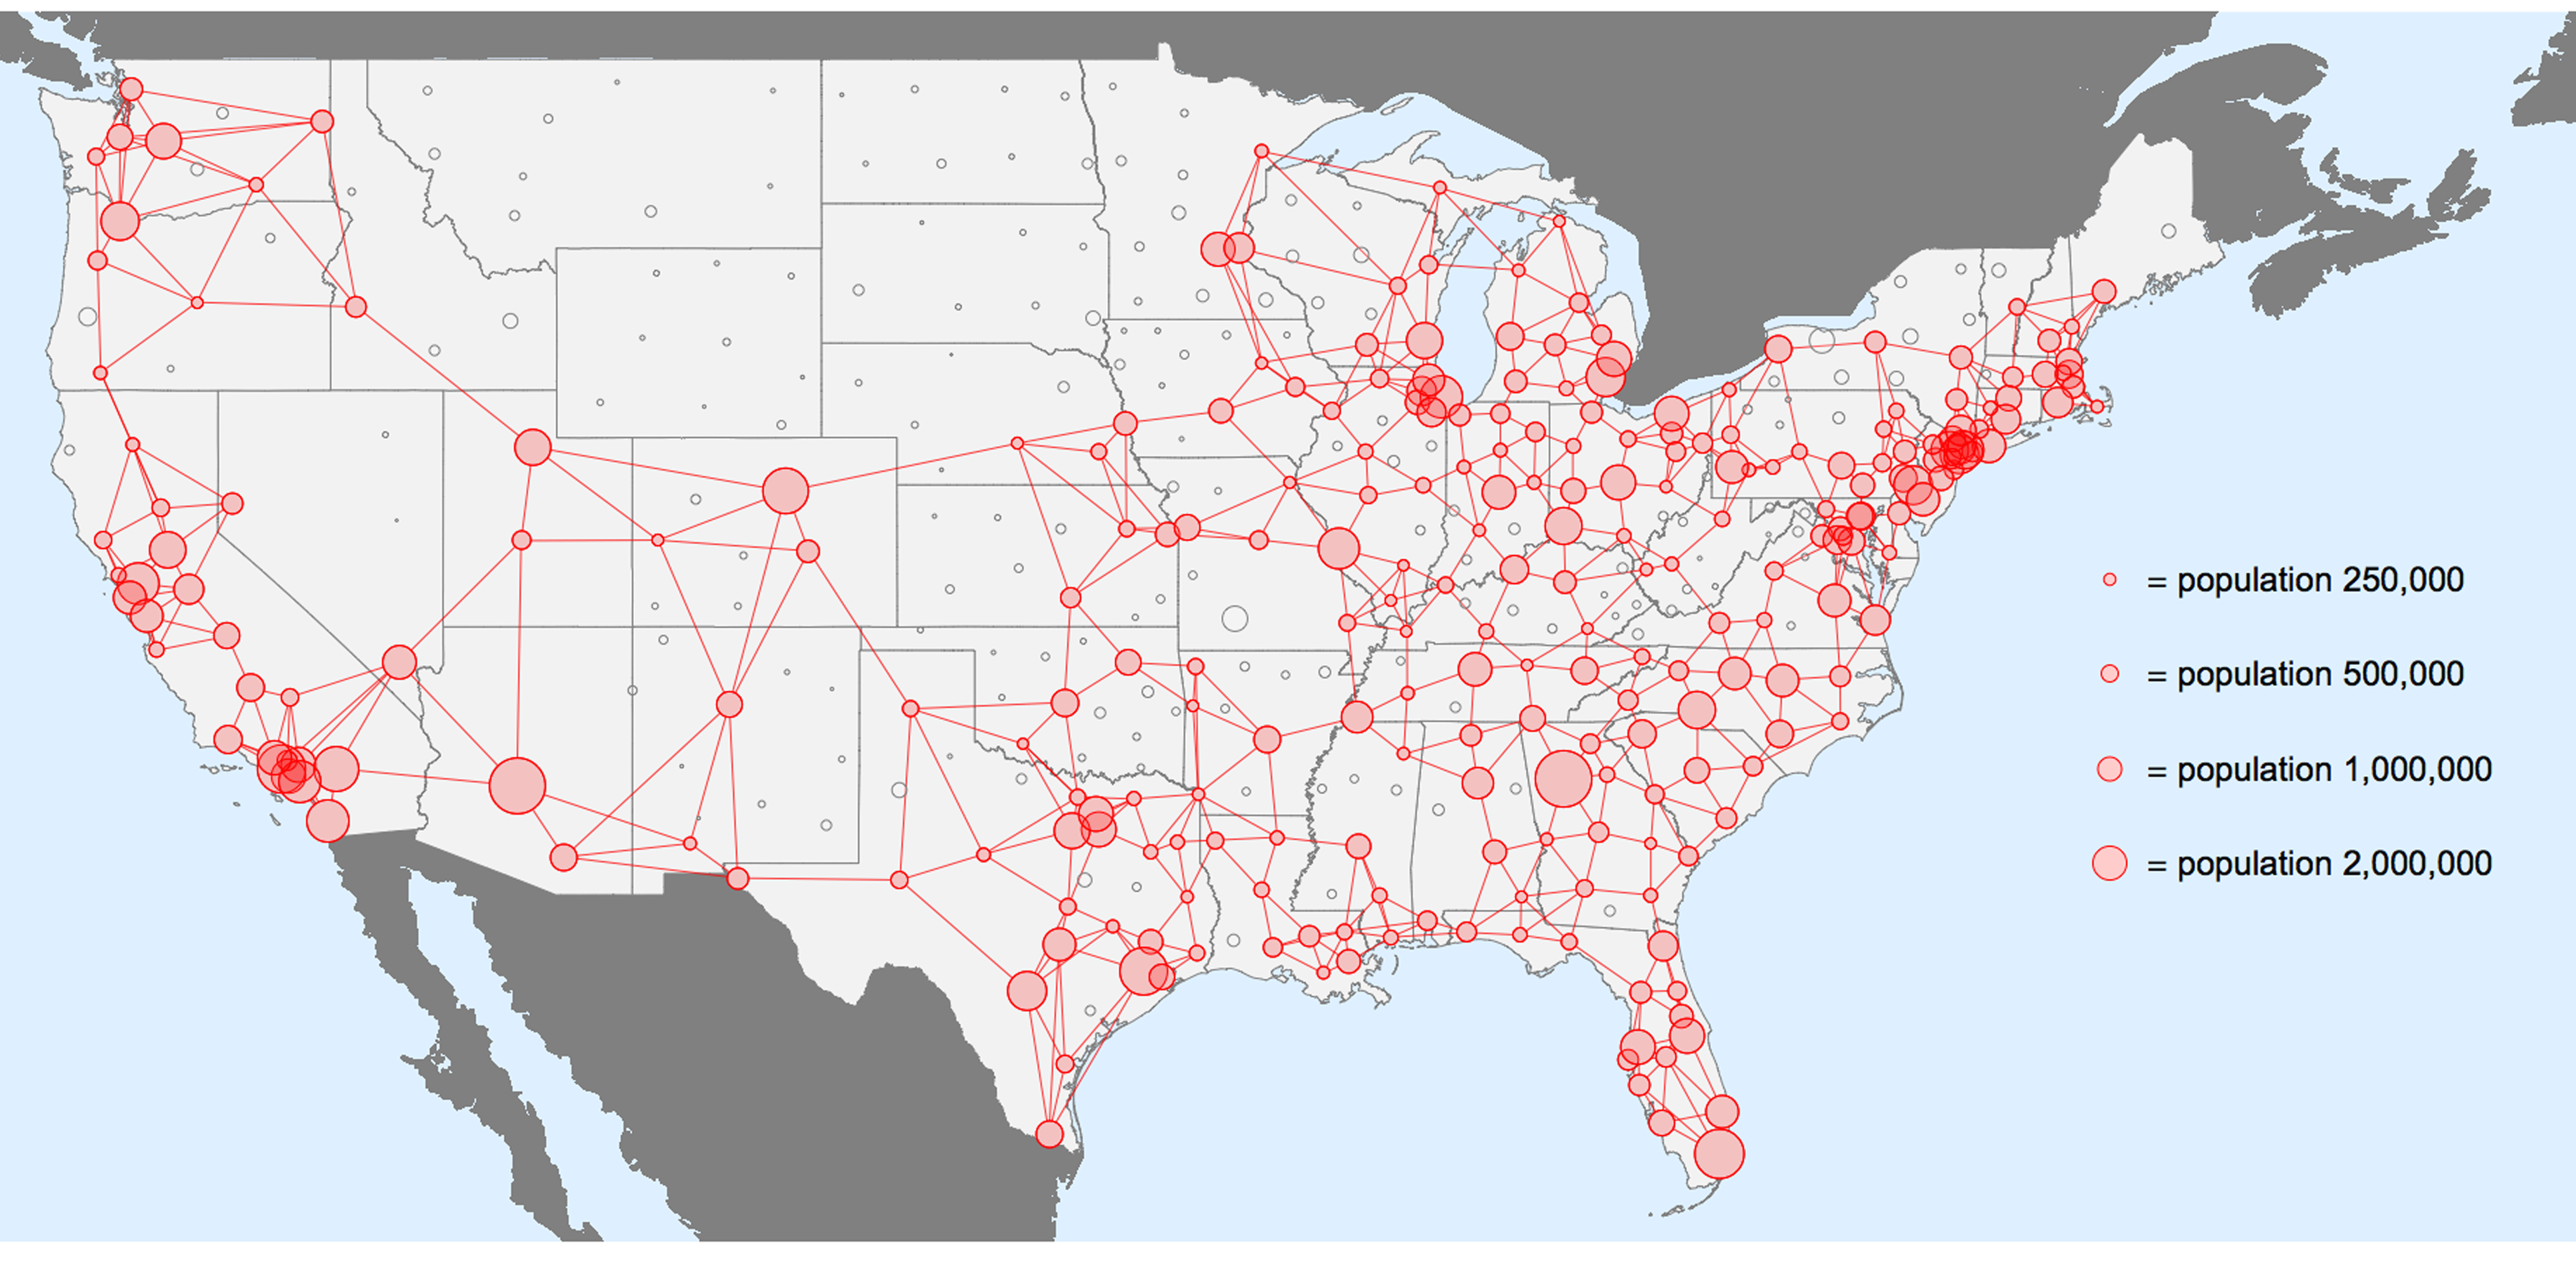 = population 250,000
= population 500,000
= population 1,000,000
= population 2,000,000